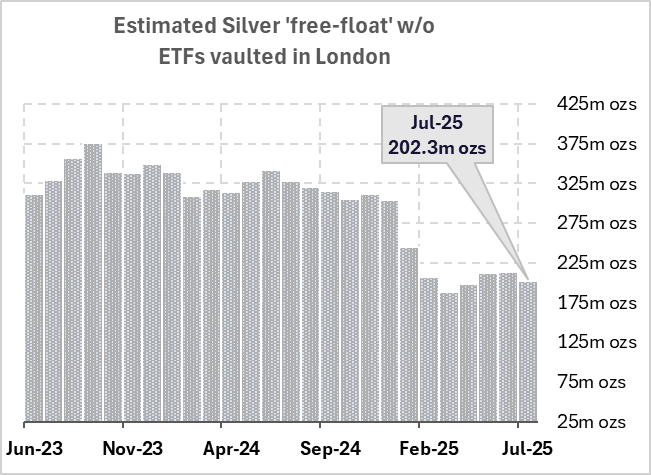 Estimated Silver 'free-float' w/o
ETFs vaulted in London
Jul-25
202.3m ozs
425m ozs
375m ozs
325m ozs
275m ozs
225m ozs
175m ozs
125m ozs
75m ozs
25m ozs
Jun-23 Nov-23 Apr-24 Sep-24 Feb-25 Jul-25